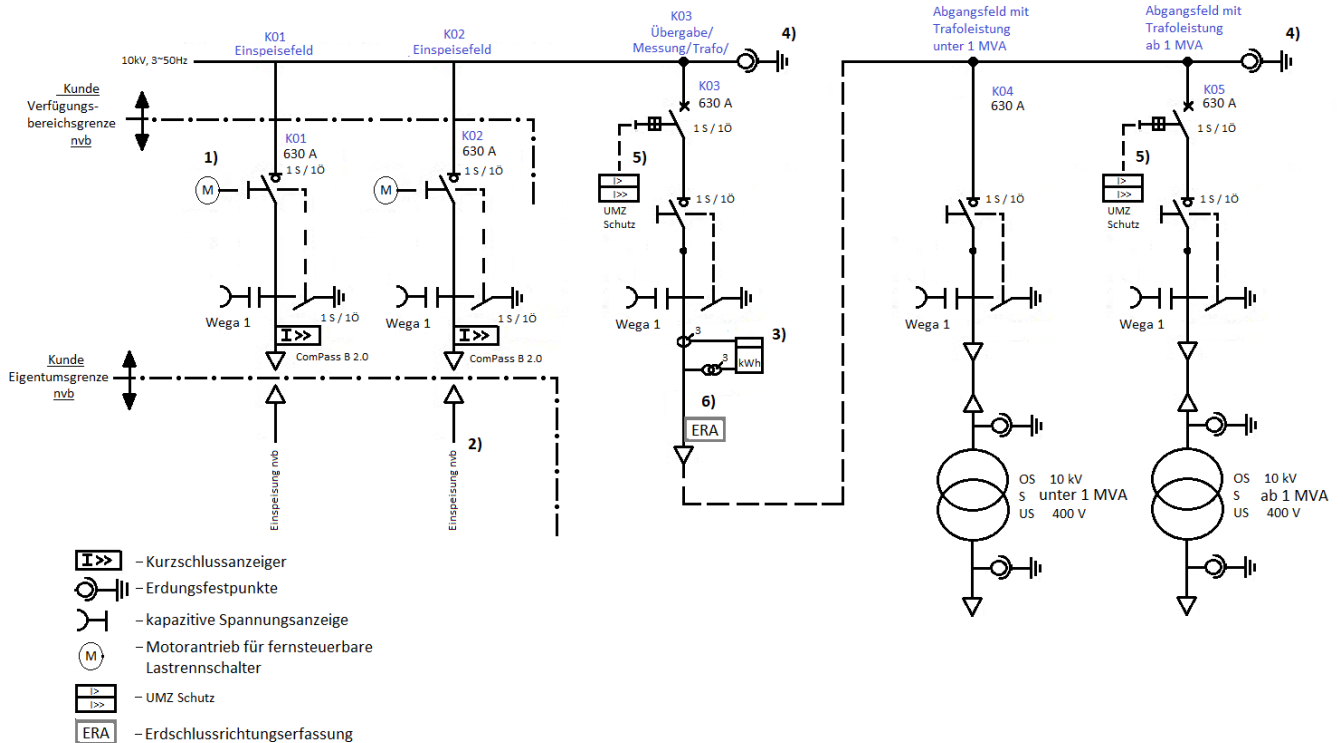 K01
Einspeisefeld
K02
Einspeisefeld
K03
Übergabe/
Messung/Trafo/
4)
Abgangsfeld mit
Trafoleistung
unter 1 MVA
Abgangsfeld mit
Trafoleistung
ab 1 MVA
4)
10kV, 3~50Hz
Kunde
Verfügungs-
bereichsgrenze
nvb
K01
630 A
1 S / 1Ö
1)
M
K02
630 A
1 S / 1Ö
M
K03
630 A
1 S / 1Ö
5)
I>
I>>
UMZ
Schutz
1 S / 1Ö
K04
630 A
1 S / 1Ö
K05
630 A
1 S / 1Ö
5)
I>
I>>
UMZ
Schutz
1 S / 1Ö
Wega 1
1 S / 1Ö
I>>
ComPass B 2.0
Wega 1
1 S / 1Ö
I>>
ComPass B 2.0
Wega 1
3
3)
3
kWh
6)
ERA
Wega 1
Wega 1
Kunde
Eigentumsgrenze
nvb
2)
Einspeisung nvb
Einspeisung nvb
OS 10 kV
S unter 1 MVA
US 400 V
OS 10 kV
S ab 1 MVA
US 400 V
I>> – Kurzschlussanzeiger
– Erdungsfestpunkte
– kapazitive Spannungsanzeige
M – Motorantrieb für fernsteuerbare
Lastrennschalter
I>
I>> – UMZ Schutz
ERA – Erdschlussrichtungserfassung